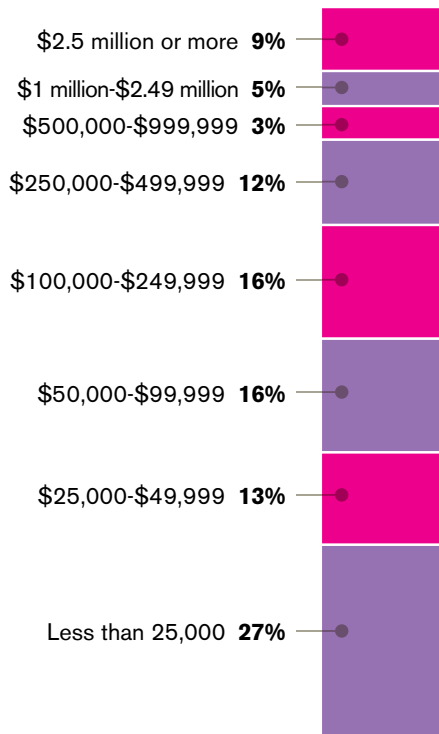 $2.5 million or more 9%
$1 million-$2.49 million 5%
$500,000-$999,999 3%
$250,000-$499,999 12%
$100,000-$249,999 16%
$50,000-$99,999 16%
$25,000-$49,999 13%
Less than 25,000 27%